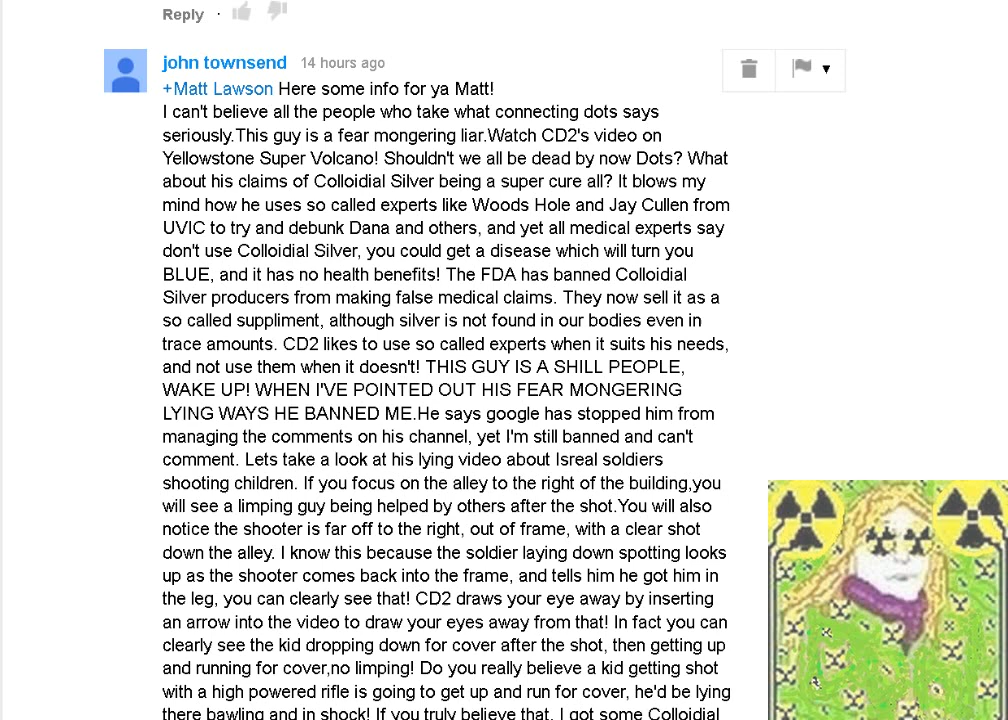 Reply ·
john townsend 14 hours ago
+Matt Lawson Here some info for ya Matt!
I can't believe all the people who take what connecting dots says
seriously.This guy is a fear mongering liar.Watch CD2's video on
Yellowstone Super Volcano! Shouldn't we all be dead by now Dots? What
about his claims of Colloidial Silver being a super cure all? It blows my
mind how he uses so called experts like Woods Hole and Jay Cullen from
UVIC to try and debunk Dana and others, and yet all medical experts say
don't use Colloidial Silver, you could get a disease which will turn you
BLUE, and it has no health benefits! The FDA has banned Colloidial
Silver producers from making false medical claims. They now sell it as a
so called suppliment, although silver is not found in our bodies even in
trace amounts. CD2 likes to use so called experts when it suits his needs,
and not use them when it doesn't! THIS GUY IS A SHILL PEOPLE,
WAKE UP! WHEN I'VE POINTED OUT HIS FEAR MONGERING
LYING WAYS HE BANNED ME.He says google has stopped him from
managing the comments on his channel, yet I'm still banned and can't
comment. Lets take a look at his lying video about Isreal soldiers
shooting children. If you focus on the alley to the right of the building,you
will see a limping guy being helped by others after the shot.You will also
notice the shooter is far off to the right, out of frame, with a clear shot
down the alley. I know this because the soldier laying down spotting looks
up as the shooter comes back into the frame, and tells him he got him in
the leg, you can clearly see that! CD2 draws your eye away by inserting
an arrow into the video to draw your eyes away from that! In fact you can
clearly see the kid dropping down for cover after the shot, then getting up
and running for cover,no limping! Do you really believe a kid getting shot
with a high powered rifle is going to get up and run for cover, he'd be lying
there bawling and in shock! If you truly believe that, I got some Colloidial